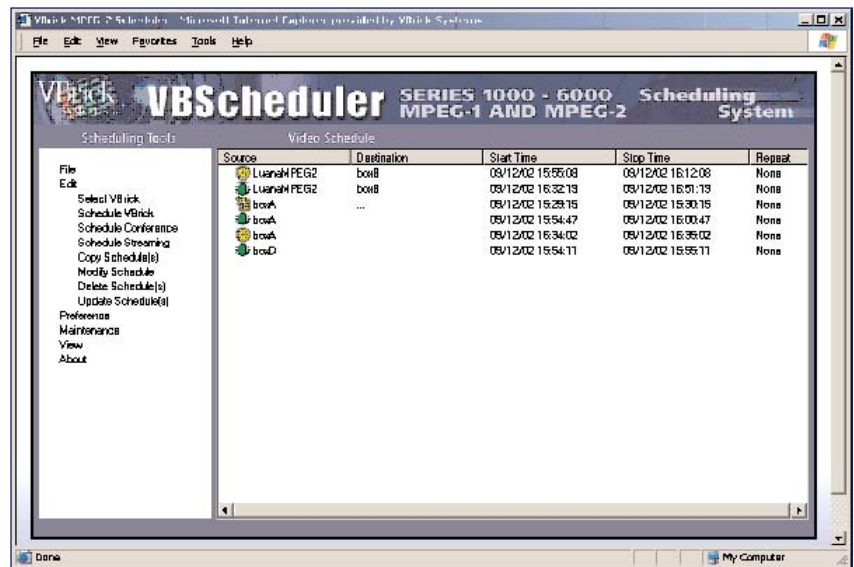 VBrick MPEG-2 Scheduler - Microsoft Internet Explorer provided by VBrick Systems
File Edit View Favorites Tools Help
VBrick VBScheduler SERIES 1000 - 6000 Scheduling
MPEG-1 AND MPEG-2 System
Scheduling Tools Video Schedule
File
Edit
Select VBrick
Schedule VBrick
Schedule Conference
Schedule Streaming
Copy Schedule(s)
Modify Schedule
Delete Schedule(s)
Update Schedule(s)
Preference
Maintenance
View
About
Source Destination Start Time Stop Time Repeat
LuanaMPEG2 boxB 09/12/02 15:55:08 09/12/02 16:12:08 None
LuanaMPEG2 boxB 09/12/02 16:32:19 09/12/02 16:51:19 None
boxA ... 09/12/02 15:29:15 09/12/02 15:30:15 None
boxA 09/12/02 15:54:47 09/12/02 16:00:47 None
boxA 09/12/02 16:34:02 09/12/02 16:35:02 None
boxD 09/12/02 15:54:11 09/12/02 15:55:11 None
Done My Computer